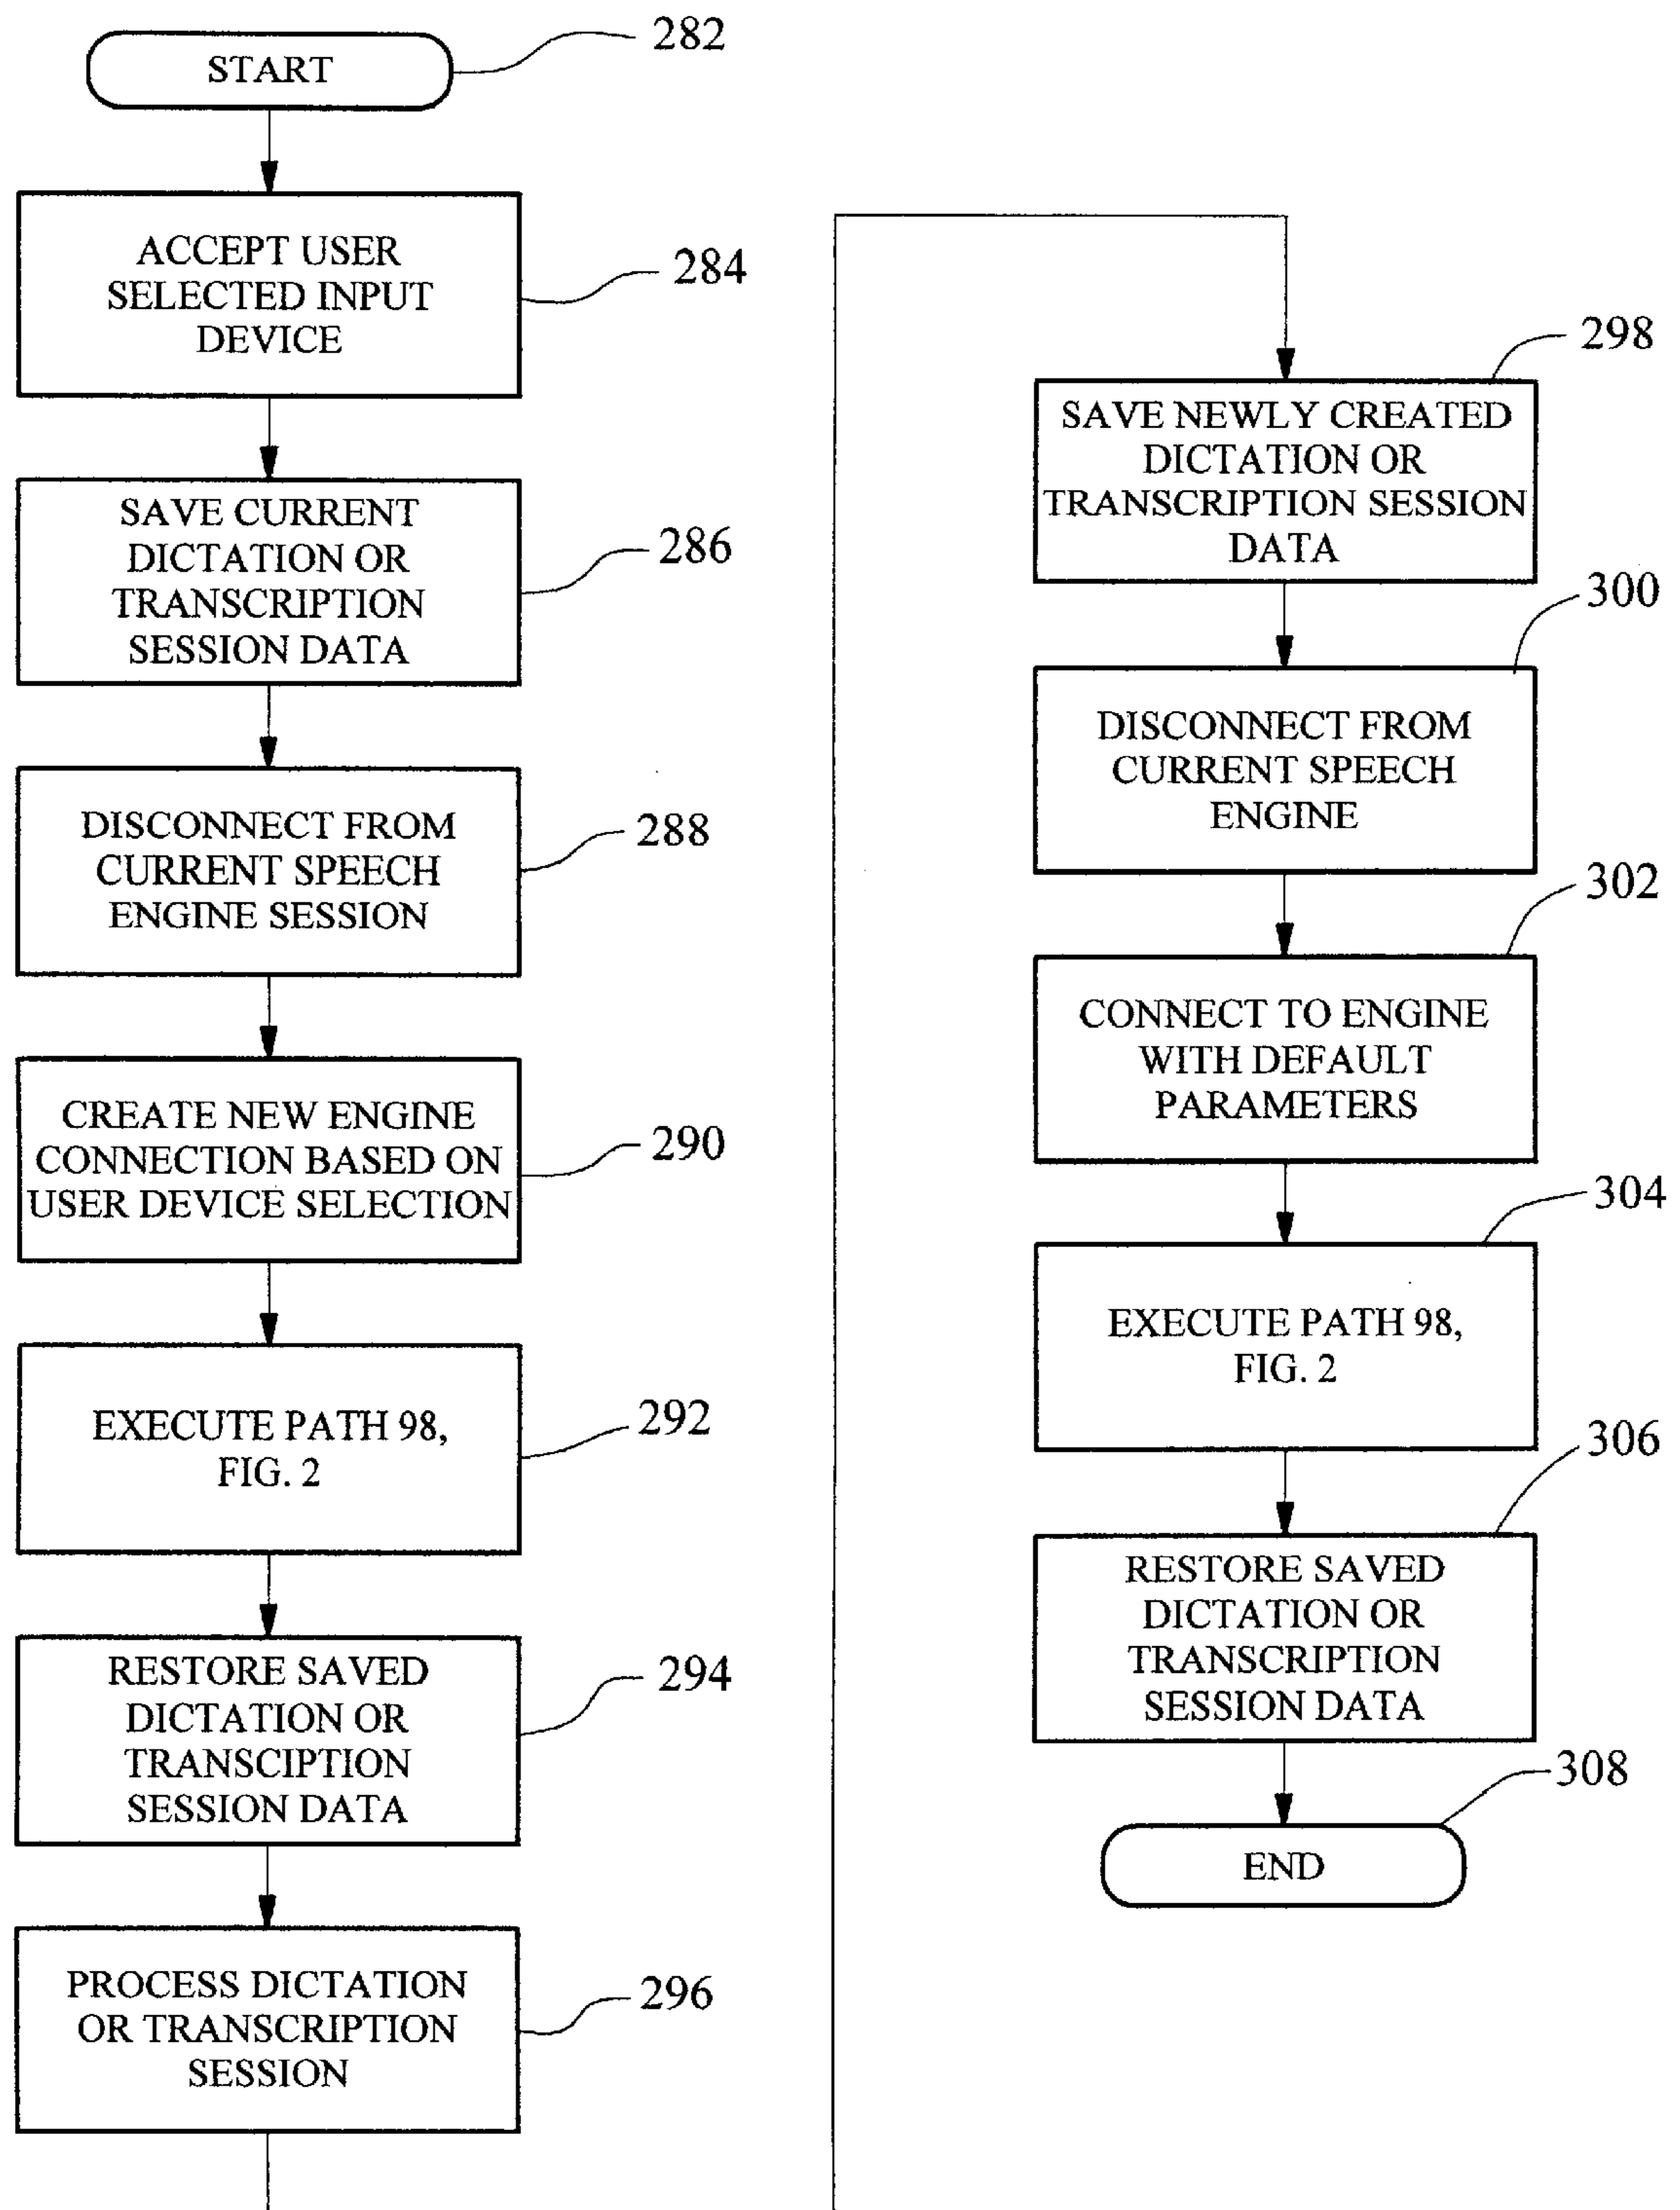 START
282
ACCEPT USER
SELECTED INPUT
DEVICE
284
SAVE CURRENT
DICTATION OR
TRANSCRIPTION
SESSION DATA
286
DISCONNECT FROM
CURRENT SPEECH
ENGINE SESSION
288
CREATE NEW ENGINE
CONNECTION BASED ON
USER DEVICE SELECTION
290
EXECUTE PATH 98,
FIG. 2
292
RESTORE SAVED
DICTATION OR
TRANSCIPTION
SESSION DATA
294
PROCESS DICTATION
OR TRANSCRIPTION
SESSION
296
298
SAVE NEWLY CREATED
DICTATION OR
TRANSCRIPTION SESSION
DATA
300
DISCONNECT FROM
CURRENT SPEECH
ENGINE
302
CONNECT TO ENGINE
WITH DEFAULT
PARAMETERS
304
EXECUTE PATH 98,
FIG. 2
306
RESTORE SAVED
DICTATION OR
TRANSCRIPTION
SESSION DATA
308
END